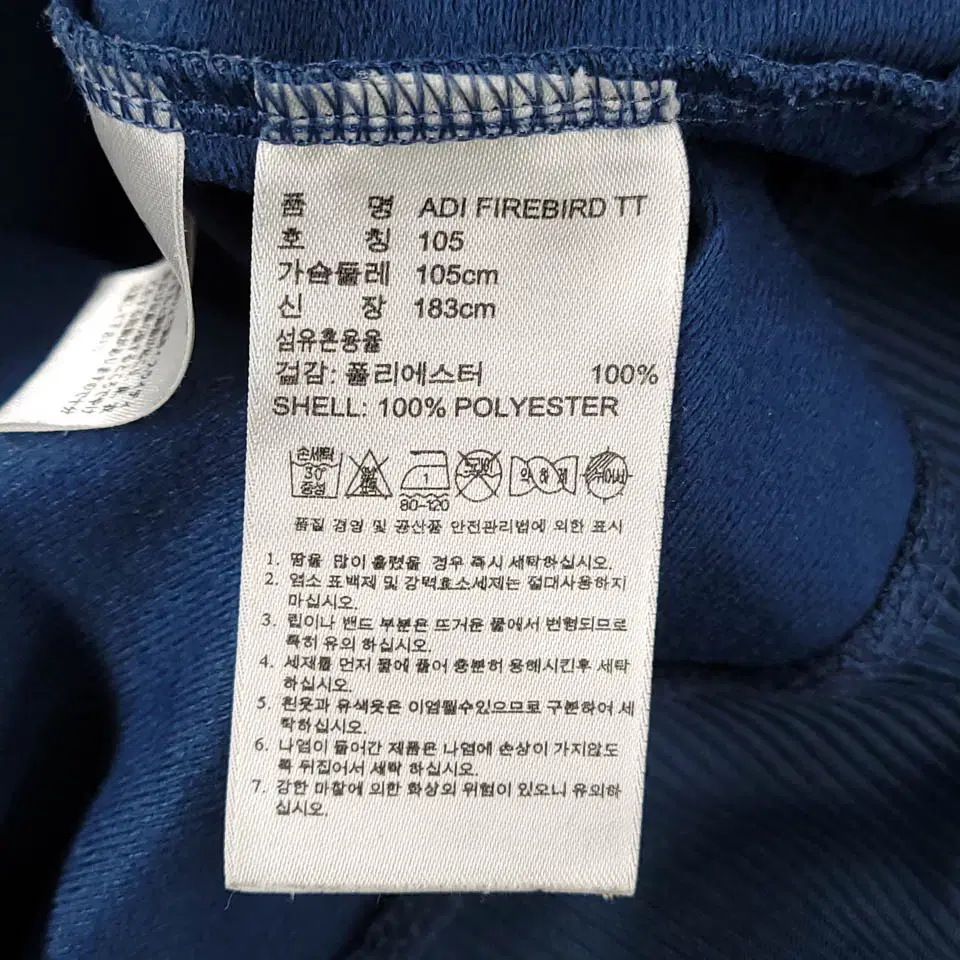 품 명 ADI FIREBIRD TT
호 칭 105
가슴둘레 105cm
신 장 183cm
섬유혼용율
겉감: 폴리에스터 100%
SHELL: 100% POLYESTER
손세탁 약하게
30° 1 뉘어서
중성 80-120
품질 경영 및 공산품 안전관리법에 의한 표시
1. 땀을 많이 흘렸을 경우 즉시 세탁하십시오.
2. 염소 표백제 및 강력효소세제는 절대사용하지
마십시오.
3. 립이나 밴드 부분은 뜨거운 물에서 변형되므로
특히 유의 하십시오.
4. 세재를 먼저 물에 풀어 충분히 용해시킨후 세탁
하십시오.
5. 흰옷과 유색옷은 이염될수있으므로 구분하여 세
탁하십시오.
6. 나염이 들어간 제품은 나염에 손상이 가지않도
록 뒤집어서 세탁 하십시오.
7. 강한 마찰에 의한 화상의 위험이 있으니 유의하
십시오.